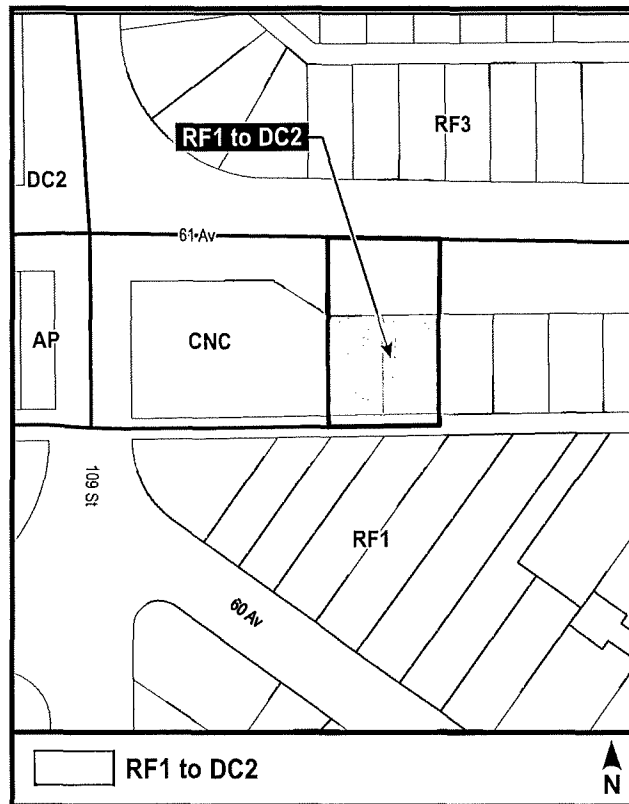 RF3
RF1 to DC2
DC2
61 Av
AP
CNC
109 St
RF1
60 Av
RF1 to DC2
N